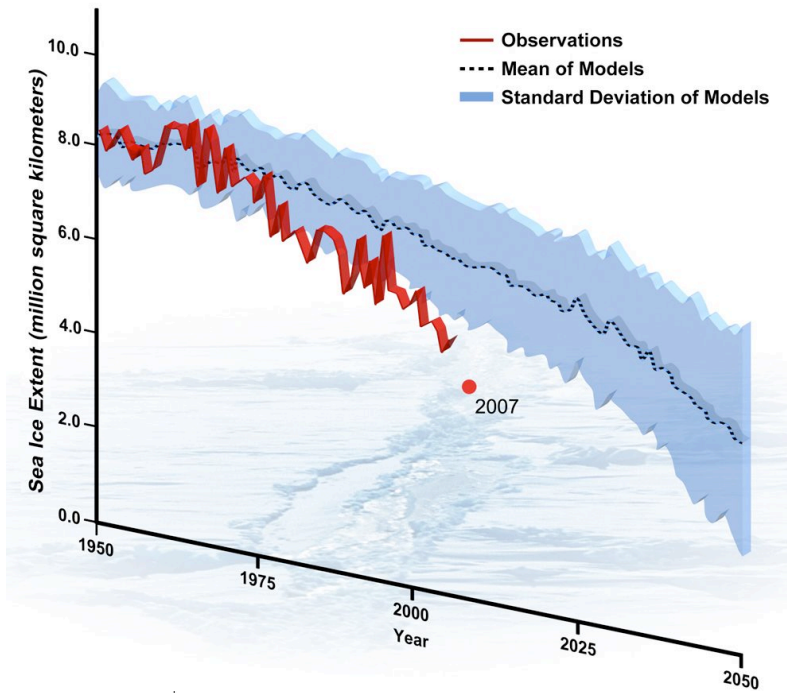 Observations
Mean of Models
Standard Deviation of Models
Sea Ice Extent (million square kilometers)
10.0
8.0
6.0
4.0
2.0
0.0
2007
1950
1975
2000
2025
2050
Year